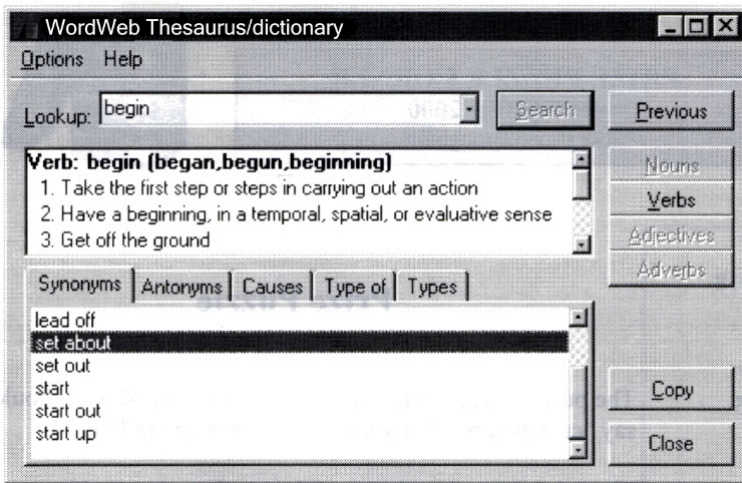 WordWeb Thesaurus/dictionary
Options Help
Lookup: begin Search Previous
Verb: begin (began,begun,beginning)
1. Take the first step or steps in carrying out an action
2. Have a beginning, in a temporal, spatial, or evaluative sense
3. Get off the ground
Nouns
Verbs
Adjectives
Adverbs
Synonyms Antonyms Causes Type of Types
lead off
set about
set out
start
start out
start up
Copy
Close